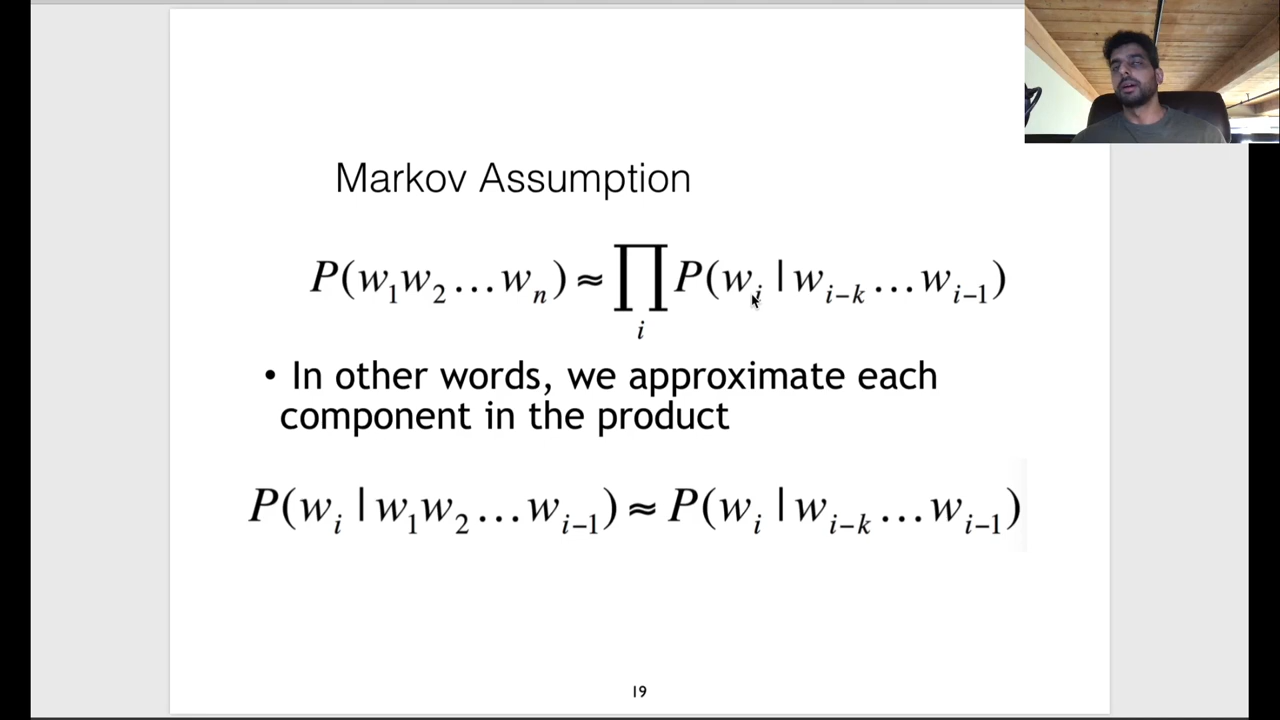 Markov Assumption
P(w₁w₂…wₙ) ≈ ∏ᵢ P(wᵢ | wᵢ₋ₖ…wᵢ₋₁)
• In other words, we approximate each
component in the product
P(wᵢ | w₁w₂…wᵢ₋₁) ≈ P(wᵢ | wᵢ₋ₖ…wᵢ₋₁)
19